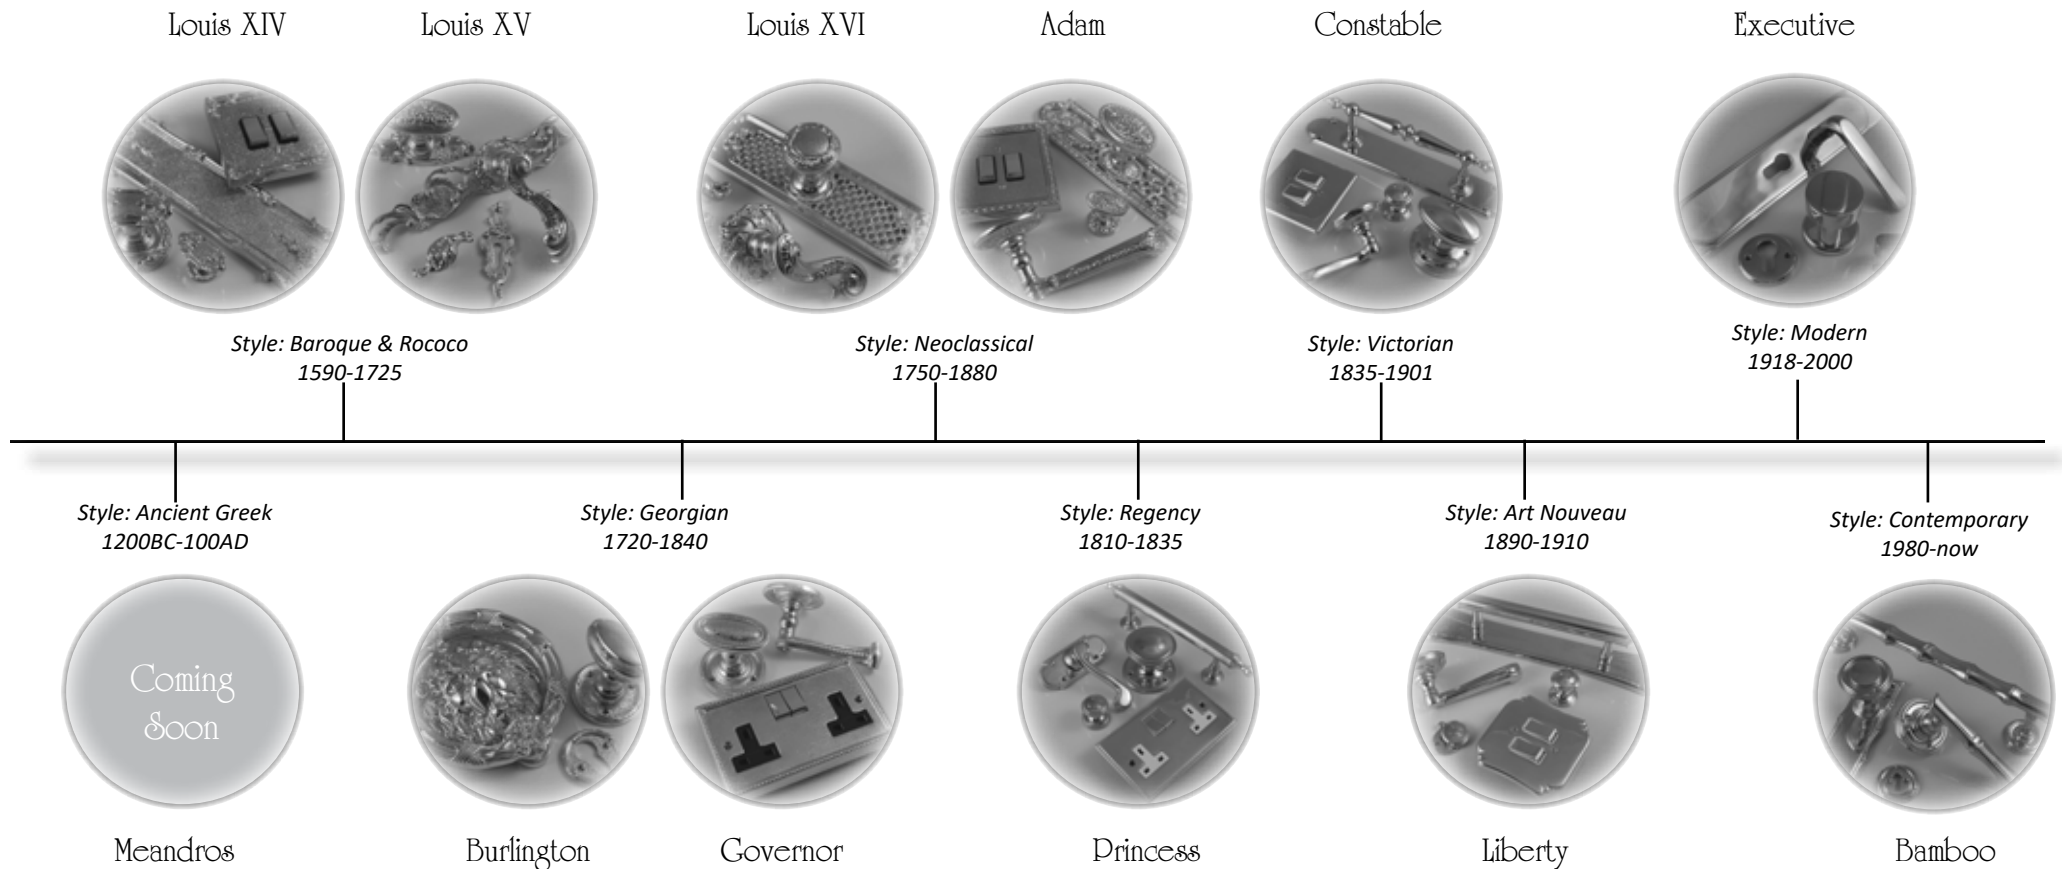 Louis XIV
Louis XV
Louis XVI
Adam
Constable
Executive
Style: Baroque & Rococo
1590-1725
Style: Neoclassical
1750-1880
Style: Victorian
1835-1901
Style: Modern
1918-2000
Style: Ancient Greek
1200BC-100AD
Style: Georgian
1720-1840
Style: Regency
1810-1835
Style: Art Nouveau
1890-1910
Style: Contemporary
1980-now
Coming
Soon
Meandros
Burlington
Governor
Princess
Liberty
Bamboo